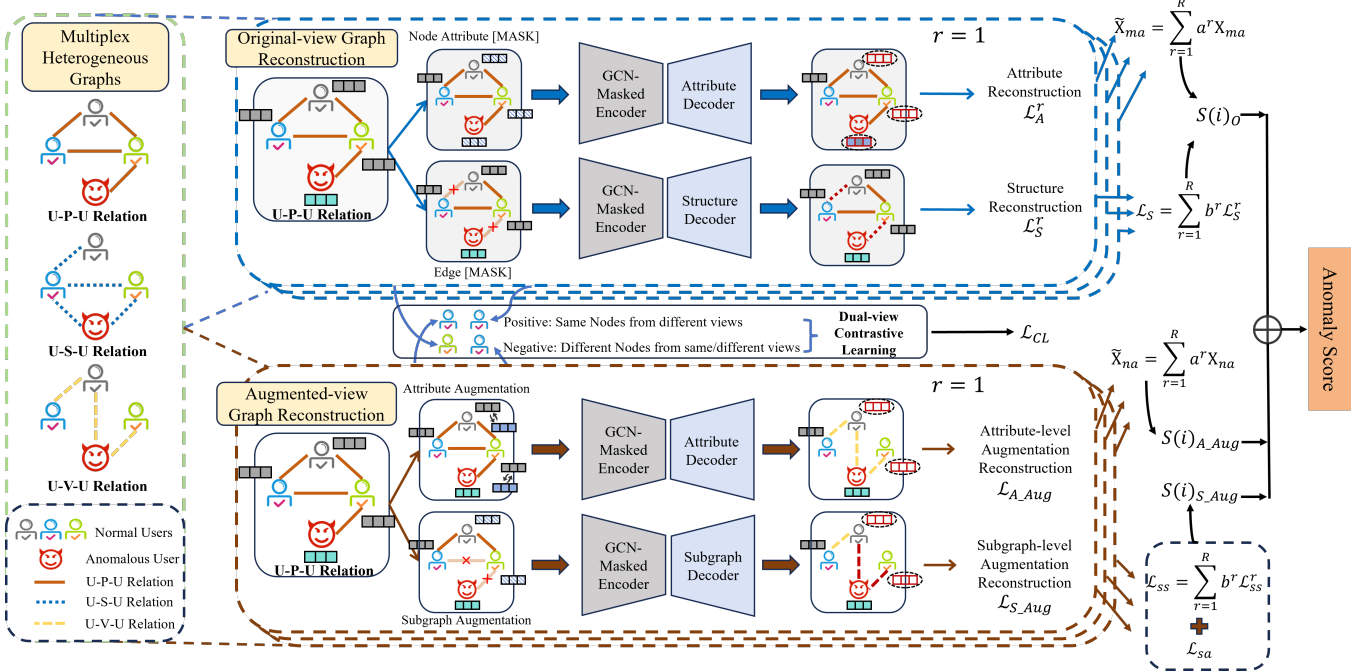 Multiplex
Heterogeneous
Graphs
U-P-U Relation
U-S-U Relation
U-V-U Relation
Normal Users
Anomalous User
U-P-U Relation
U-S-U Relation
U-V-U Relation
Original-view Graph
Reconstruction
U-P-U Relation
Node Attribute [MASK]
Edge [MASK]
GCN-
Masked
Encoder
Attribute
Decoder
GCN-
Masked
Encoder
Structure
Decoder
r = 1
Attribute
Reconstruction
ℒ_A^r
Structure
Reconstruction
ℒ_S^r
Positive: Same Nodes from different views
Negative: Different Nodes from same/different views
Dual-view
Contrastive
Learning
ℒ_CL
Augmented-view
Graph Reconstruction
U-P-U Relation
Attribute Augmentation
Subgraph Augmentation
GCN-
Masked
Encoder
Attribute
Decoder
GCN-
Masked
Encoder
Subgraph
Decoder
r = 1
Attribute-level
Augmentation
Reconstruction
ℒ_A_Aug
Subgraph-level
Augmentation
Reconstruction
ℒ_S_Aug
X̃_ma = ∑_{r=1}^{R} a^r X_ma
S(i)_O
ℒ_S = ∑_{r=1}^{R} b^r ℒ_S^r
X̃_na = ∑_{r=1}^{R} a^r X_na
S(i)_A_Aug
S(i)_S_Aug
ℒ_ss = ∑_{r=1}^{R} b^r ℒ_ss^r
ℒ_sa
Anomaly Score